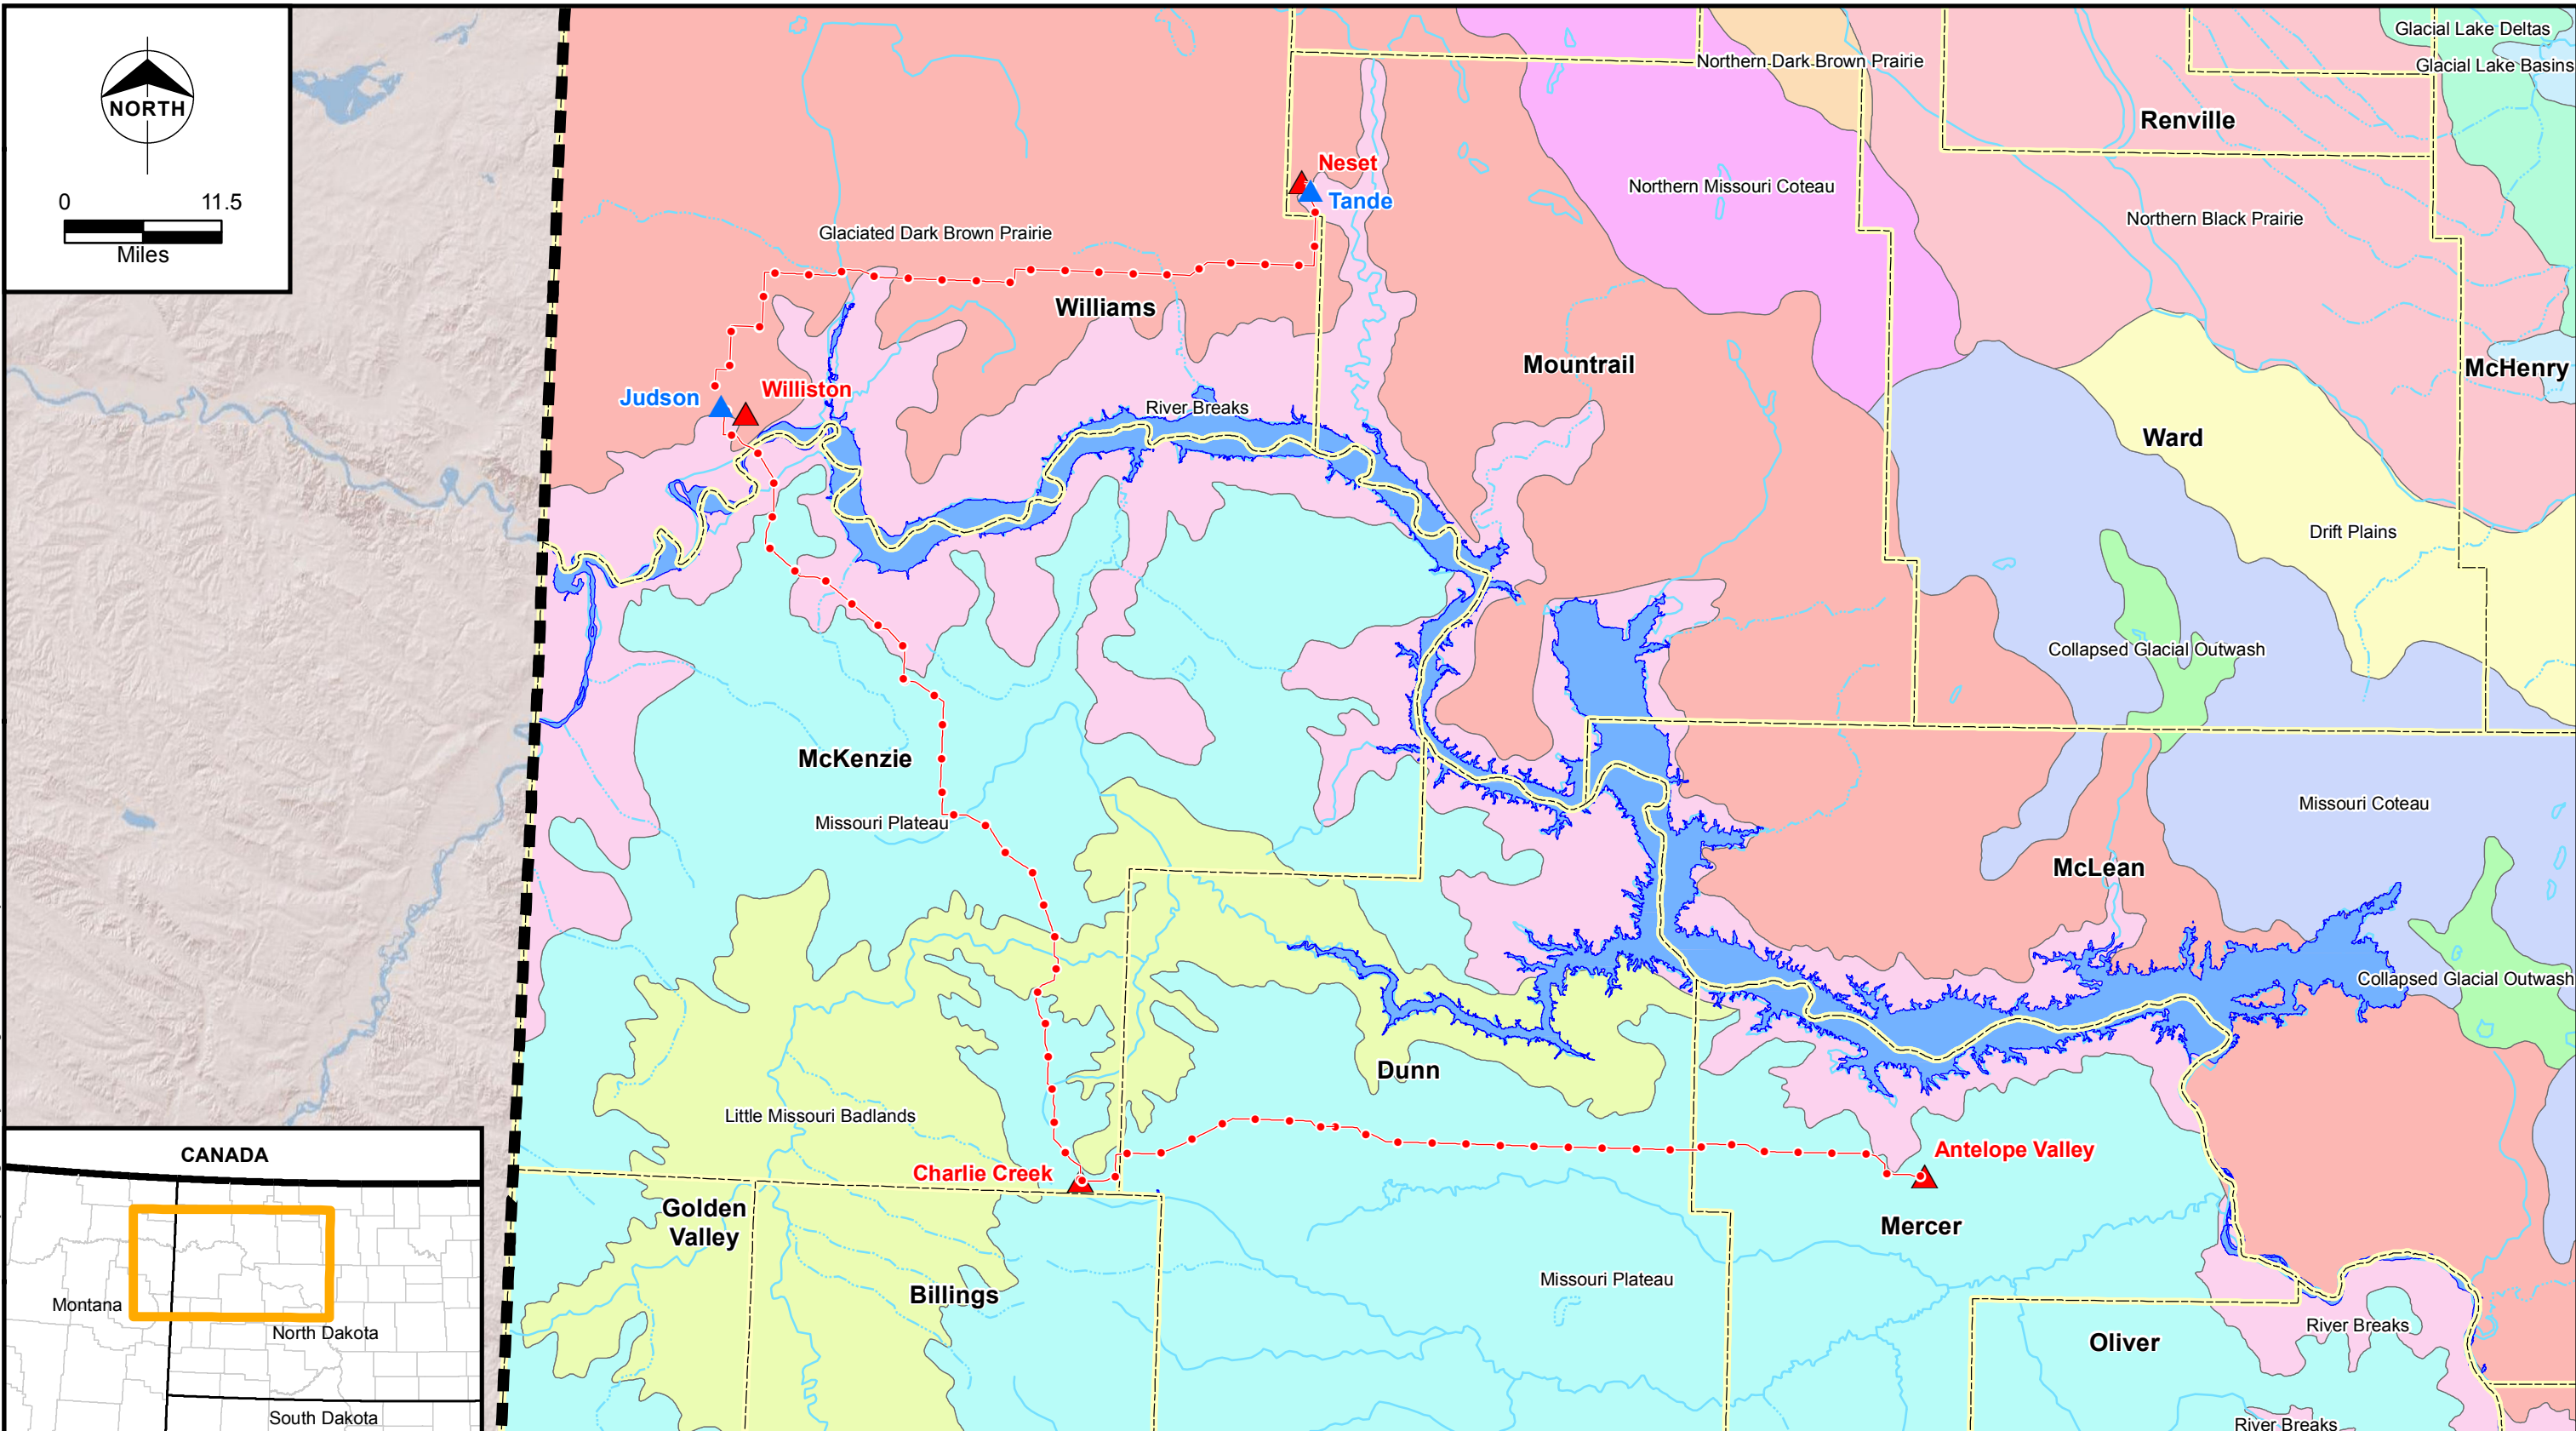 NORTH
0 11.5
Miles
Glacial Lake Deltas
Northern Dark Brown Prairie
Glacial Lake Basins
Renville
Neset
Tande
Northern Missouri Coteau
Northern Black Prairie
Glaciated Dark Brown Prairie
Williams
Mountrail
McHenry
Judson
Williston
River Breaks
Ward
Drift Plains
Collapsed Glacial Outwash
McKenzie
Missouri Plateau
Missouri Coteau
McLean
Collapsed Glacial Outwash
Dunn
Little Missouri Badlands
Charlie Creek
Antelope Valley
Golden
Valley
Mercer
Billings
Missouri Plateau
River Breaks
Oliver
River Breaks
CANADA
Montana
North Dakota
South Dakota